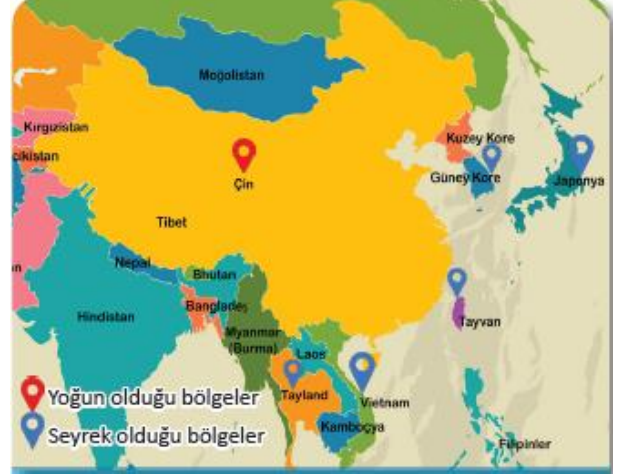 Moğolistan
Kırgızistan
cikistan
Kuzey Kore
Çin
Güney Kore
Japonya
Tibet
Nepal
Bhutan
Bangladeş
Hindistan
Myanmar
(Burma)
Tayvan
Laos
Yoğun olduğu bölgeler
Tayland
Vietnam
Seyrek olduğu bölgeler
Kamboçya
Filipinler